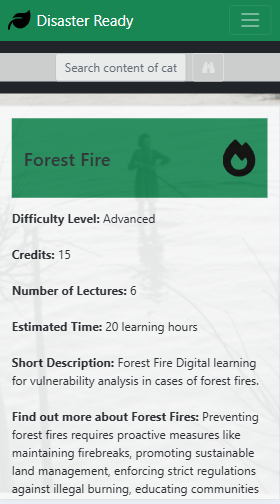 Disaster Ready
Search content of cat
Forest Fire
Difficulty Level: Advanced
Credits: 15
Number of Lectures: 6
Estimated Time: 20 learning hours
Short Description: Forest Fire Digital learning
for vulnerability analysis in cases of forest fires.
Find out more about Forest Fires: Preventing
forest fires requires proactive measures like
maintaining firebreaks, promoting sustainable
land management, enforcing strict regulations
against illegal burning, educating communities